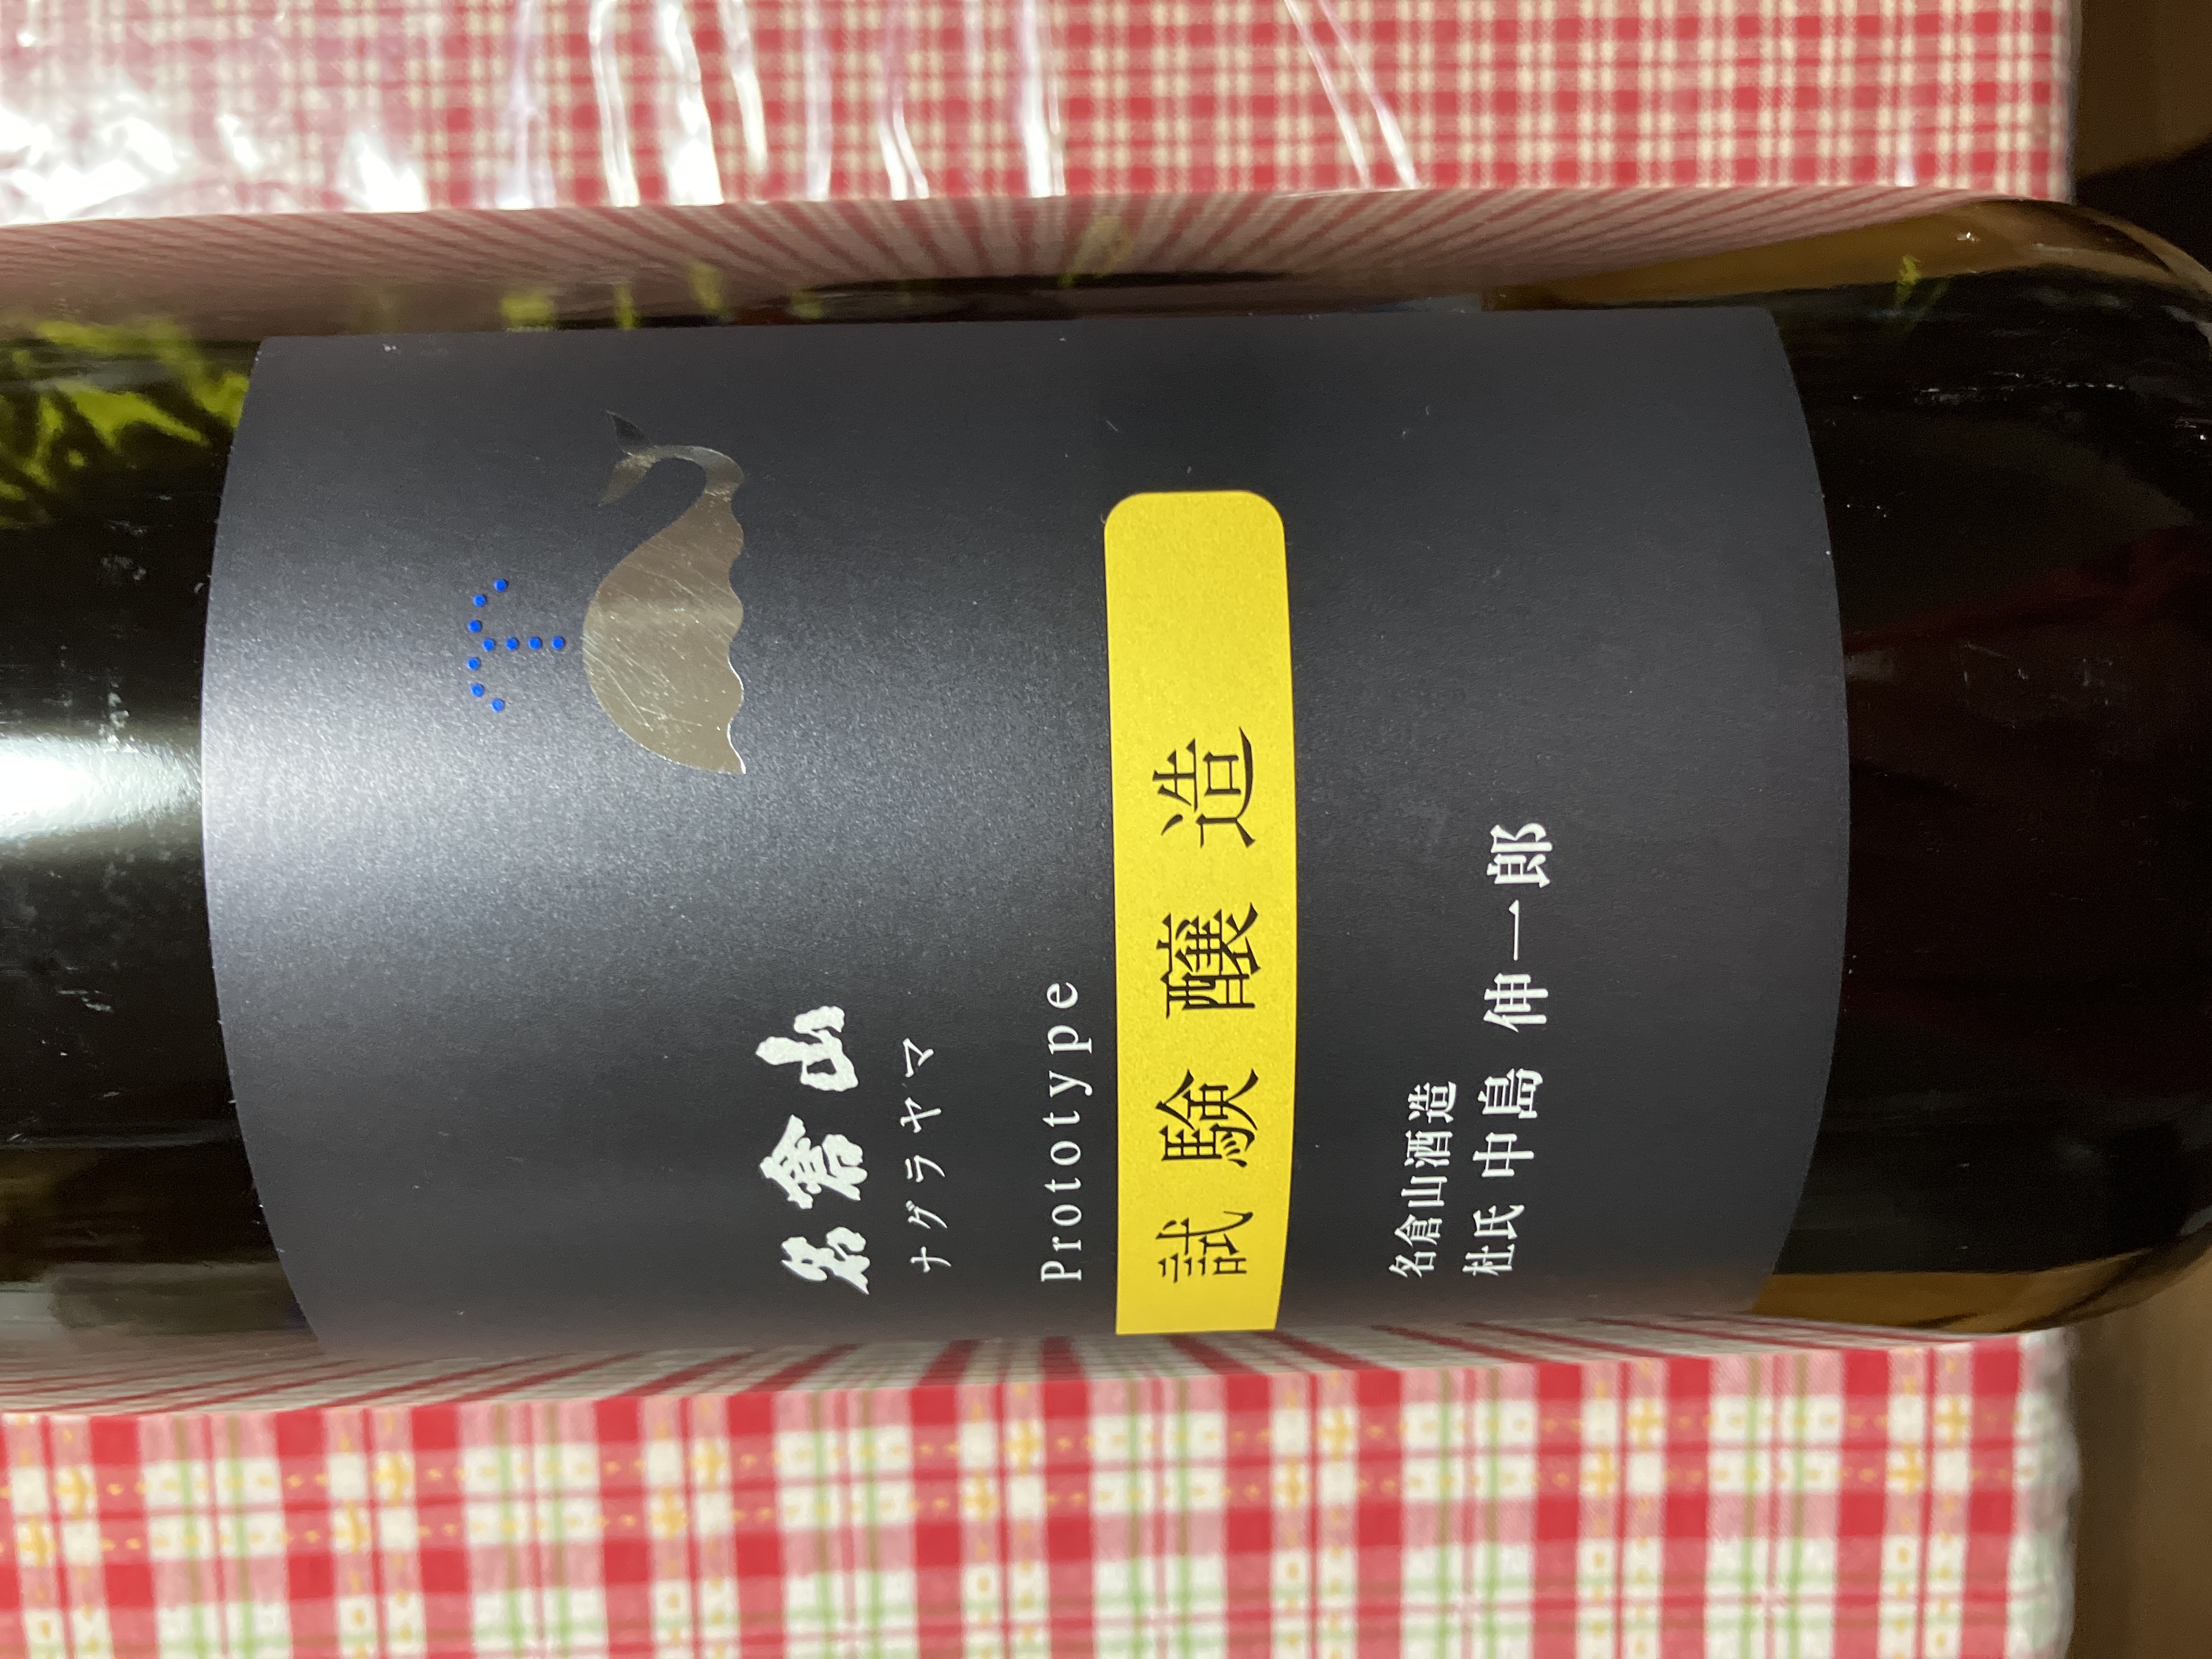 名倉山
ナグラヤマ
Prototype
試験醸造
名倉山酒造
杜氏 中島 伸一郎